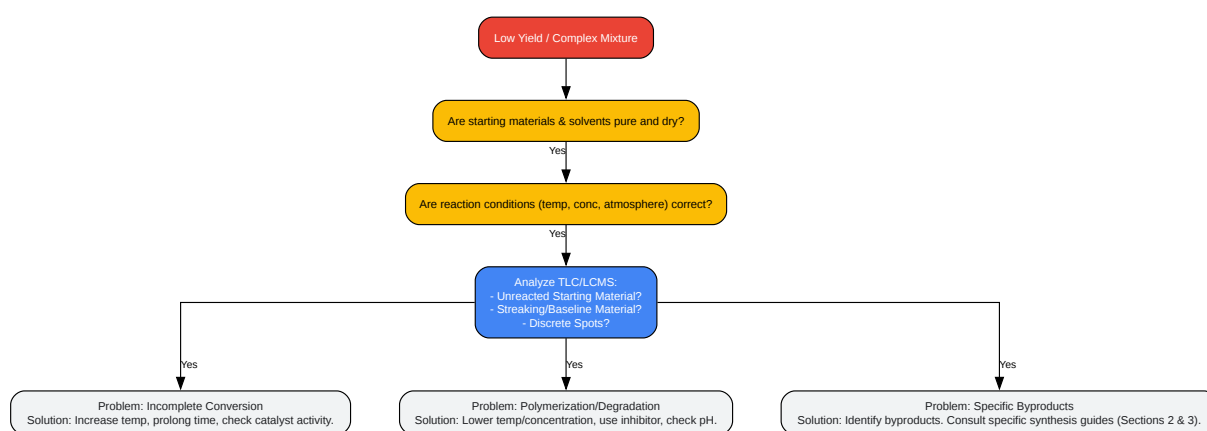 Low Yield / Complex Mixture
Are starting materials & solvents pure and dry?
Yes
Are reaction conditions (temp, conc, atmosphere) correct?
Yes
Analyze TLC/LCMS:
- Unreacted Starting Material?
- Streaking/Baseline Material?
- Discrete Spots?
Yes
Yes
Yes
Problem: Incomplete Conversion
Solution: Increase temp, prolong time, check catalyst activity.
Problem: Polymerization/Degradation
Solution: Lower temp/concentration, use inhibitor, check pH.
Problem: Specific Byproducts
Solution: Identify byproducts. Consult specific synthesis guides (Sections 2 & 3).